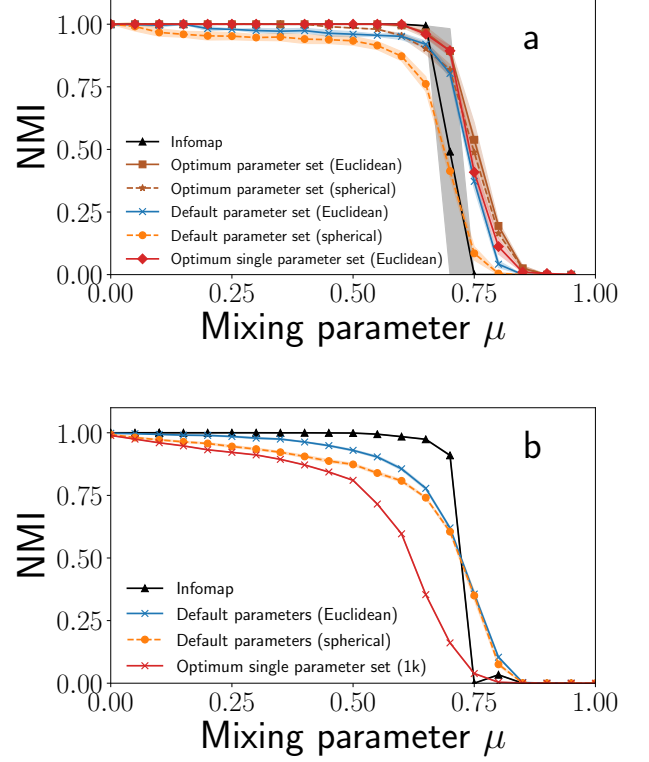 a
1.00
0.75
0.50
0.25
0.00
NMI
Infomap
Optimum parameter set (Euclidean)
Optimum parameter set (spherical)
Default parameter set (Euclidean)
Default parameter set (spherical)
Optimum single parameter set (Euclidean)
0.00 0.25 0.50 0.75 1.00
Mixing parameter μ
b
1.00
0.75
0.50
0.25
0.00
NMI
Infomap
Default parameters (Euclidean)
Default parameters (spherical)
Optimum single parameter set (1k)
0.00 0.25 0.50 0.75 1.00
Mixing parameter μ